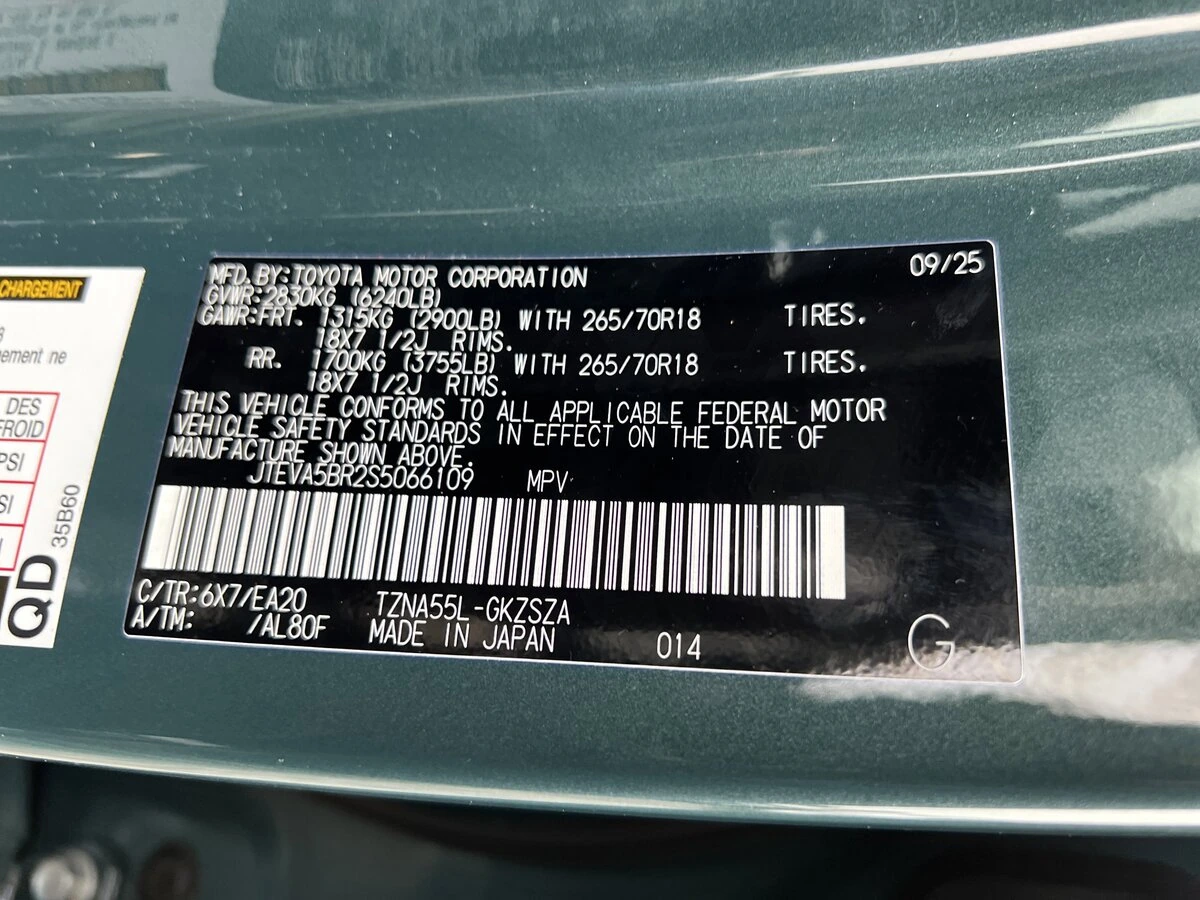 MFD.BY:TOYOTA MOTOR CORPORATION 09/25
GVWR:2830KG (6240LB)
GAWR:FRT. 1315KG (2900LB) WITH 265/70R18 TIRES.
18X7 1/2J RIMS.
RR. 1700KG (3755LB) WITH 265/70R18 TIRES.
18X7 1/2J RIMS.
THIS VEHICLE CONFORMS TO ALL APPLICABLE FEDERAL MOTOR
VEHICLE SAFETY STANDARDS IN EFFECT ON THE DATE OF
MANUFACTURE SHOWN ABOVE.
JTEVA5BR2S5066109 MPV
C/TR:6X7/EA20 TZNA55L-GKZSZA
A/TM: /AL80F MADE IN JAPAN 014 G
CHARGEMENT
ne
DES
FROID
PSI
35B60
QD